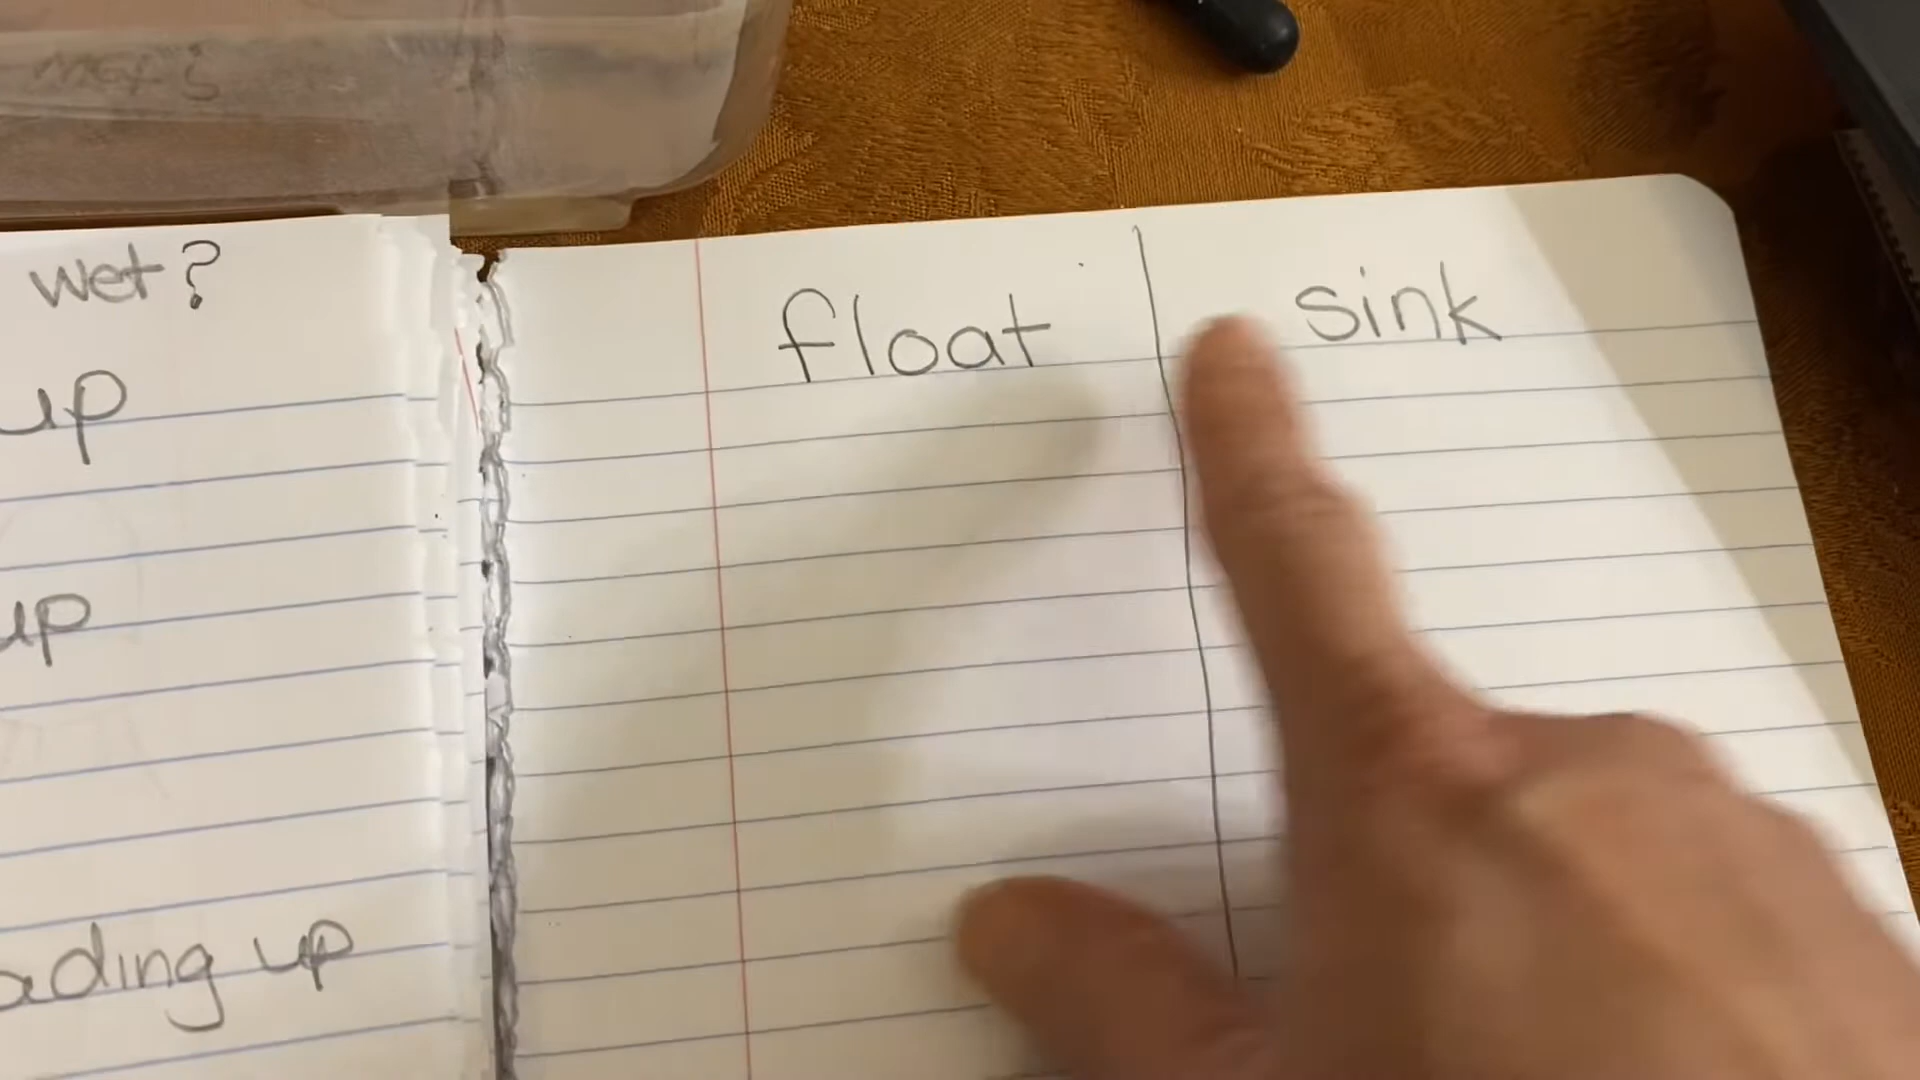 wet?
up
up
ading up
float sink